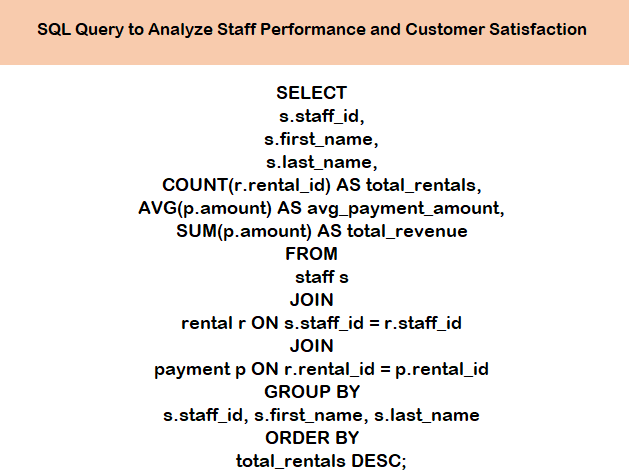 SQL Query to Analyze Staff Performance and Customer Satisfaction
SELECT
s.staff_id,
s.first_name,
s.last_name,
COUNT(r.rental_id) AS total_rentals,
AVG(p.amount) AS avg_payment_amount,
SUM(p.amount) AS total_revenue
FROM
staff s
JOIN
rental r ON s.staff_id = r.staff_id
JOIN
payment p ON r.rental_id = p.rental_id
GROUP BY
s.staff_id, s.first_name, s.last_name
ORDER BY
total_rentals DESC;